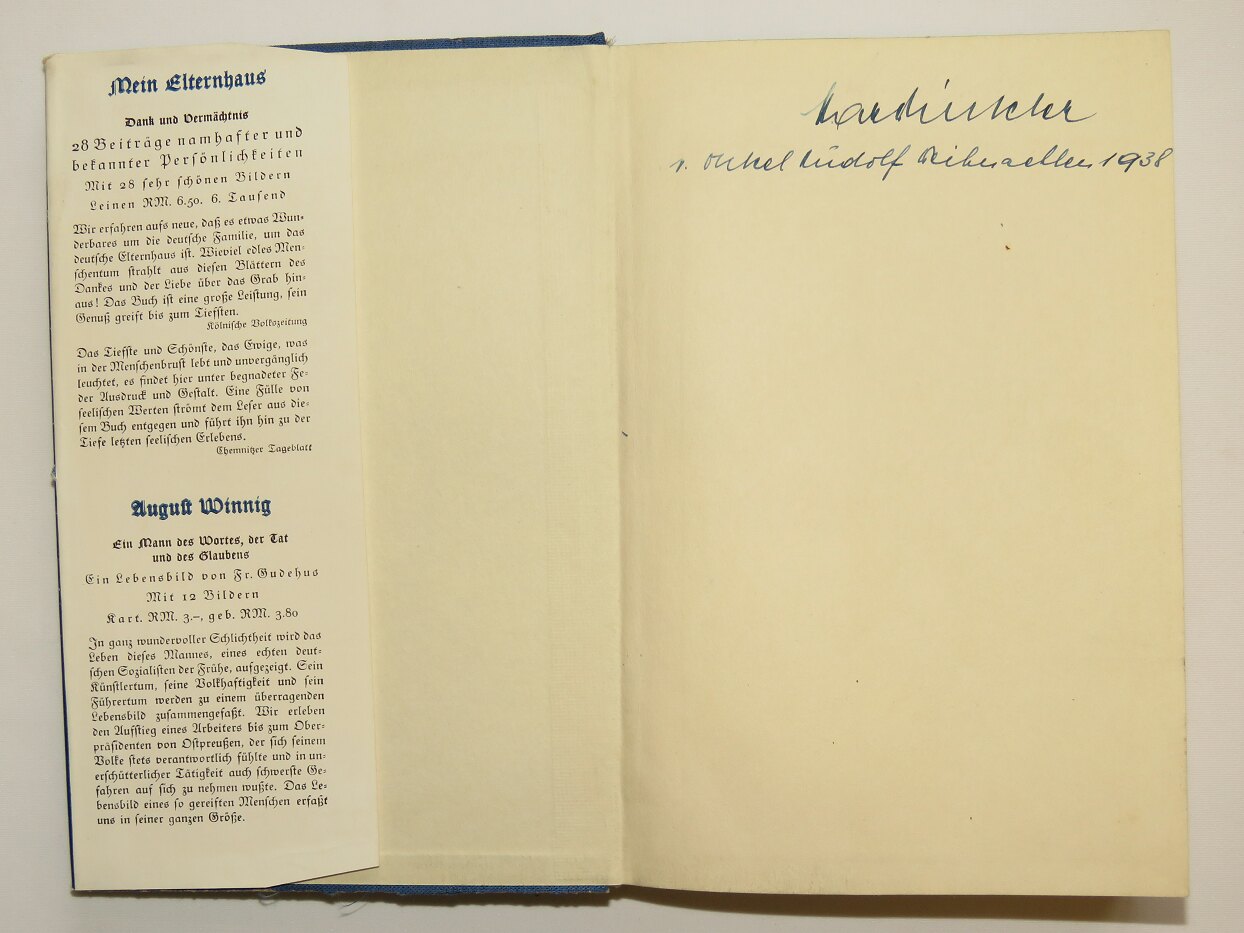 Mein Elternhaus
Dank und Vermächtnis
28 Beiträge namhafter und
bekannter Persönlichkeiten
Mit 28 sehr schönen Bildern
Leinen RM. 6.50. 6. Tausend
Wir erfahren aufs neue, daß es etwas Wun-
derbares um die deutsche Familie, um das
deutsche Elternhaus ist. Wieviel edles Men-
schentum strahlt aus diesen Blättern des
Dankes und der Liebe über das Grab hin-
aus! Das Buch ist eine große Leistung, sein
Genuß greift bis zum Tiefsten.
Kölnische Volkszeitung
Das Tiefste und Schönste, das Ewige, was
in der Menschenbrust lebt und unvergänglich
leuchtet, es findet hier unter begnadeter Fe-
der Ausdruck und Gestalt. Eine Fülle von
seelischen Werten strömt dem Leser aus die-
sem Buch entgegen und führt ihn hin zu der
Tiefe letzten seelischen Erlebens.
Chemnitzer Tageblatt
August Winnig
Ein Mann des Wortes, der Tat
und des Glaubens
Ein Lebensbild von Fr. Gudehus
Mit 12 Bildern
Kart. RM. 3.–, geb. RM. 3.80
In ganz wundervoller Schlichtheit wird das
Leben dieses Mannes, eines echten deut-
schen Sozialisten der Frühe, aufgezeigt. Sein
Künstlertum, seine Volkhaftigkeit und sein
Führertum werden zu einem überragenden
Lebensbild zusammengefaßt. Wir erleben
den Aufstieg eines Arbeiters bis zum Ober-
präsidenten von Ostpreußen, der sich seinem
Volke stets verantwortlich fühlte und in un-
erschütterlicher Tätigkeit auch schwerste Ge-
fahren auf sich zu nehmen wußte. Das Le-
bensbild eines so gereiften Menschen erfaßt
uns in seiner ganzen Größe.
v. Onkel Rudolf Weihnachten 1938